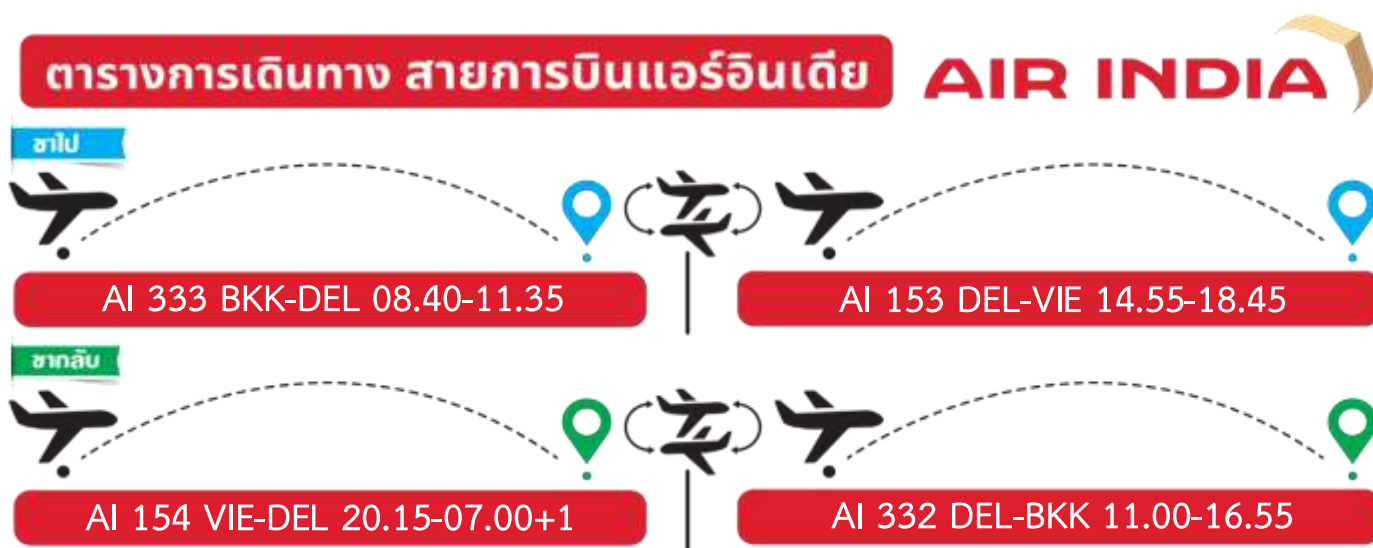 ตารางการเดินทาง สายการบินแอร์อินเดีย
AIR INDIA
ขาไป
AI 333 BKK-DEL 08.40-11.35
AI 153 DEL-VIE 14.55-18.45
ขากลับ
AI 154 VIE-DEL 20.15-07.00+1
AI 332 DEL-BKK 11.00-16.55